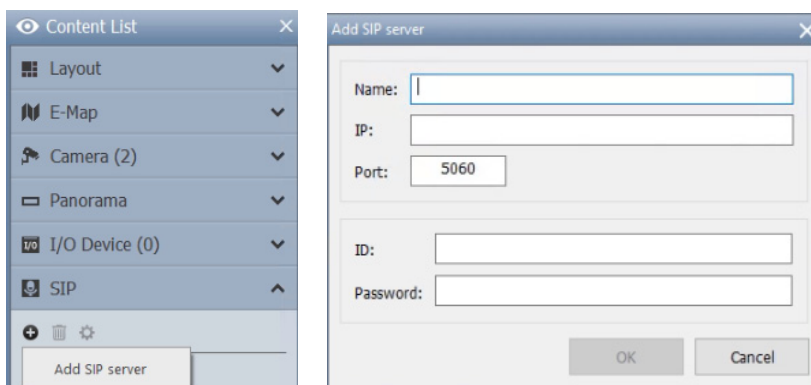 Content List
Layout
E-Map
Camera (2)
Panorama
I/O
I/O Device (0)
SIP
Add SIP server
Add SIP server
Name:
IP:
Port: 5060
ID:
Password:
OK Cancel